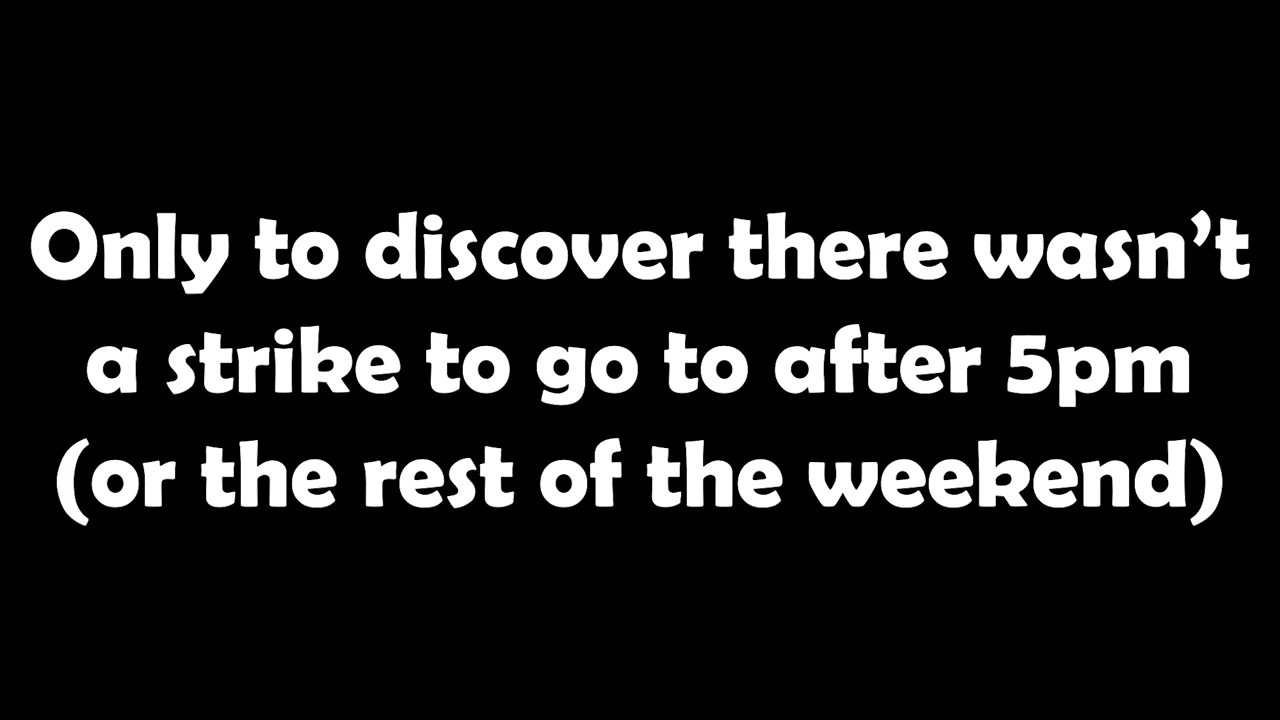 Only to discover there wasn’t
a strike to go to after 5pm
(or the rest of the weekend)